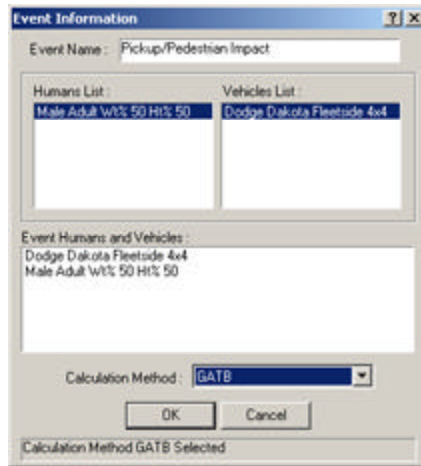 Event Information
Event Name : Pickup/Pedestrian Impact
Humans List : Vehicles List :
Male Adult Wt% 50 Ht% 50 Dodge Dakota Fleetside 4x4
Event Humans and Vehicles :
Dodge Dakota Fleetside 4x4
Male Adult Wt% 50 Ht% 50
Calculation Method : GATB
OK Cancel
Calculation Method GATB Selected